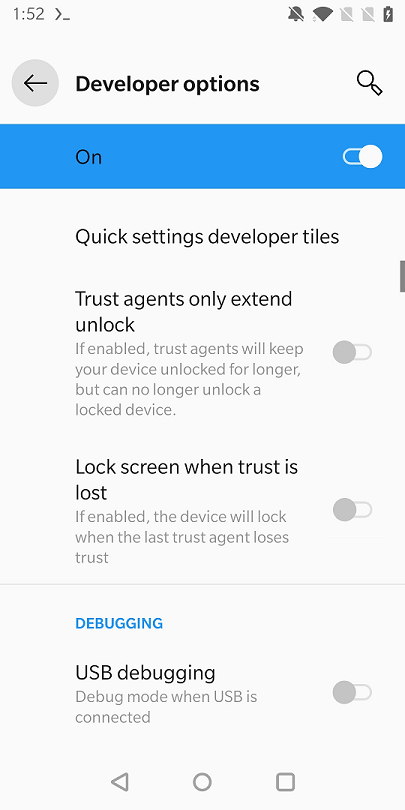 1:52
Developer options
On
Quick settings developer tiles
Trust agents only extend
unlock
If enabled, trust agents will keep
your device unlocked for longer,
but can no longer unlock a
locked device.
Lock screen when trust is
lost
If enabled, the device will lock
when the last trust agent loses
trust
DEBUGGING
USB debugging
Debug mode when USB is
connected